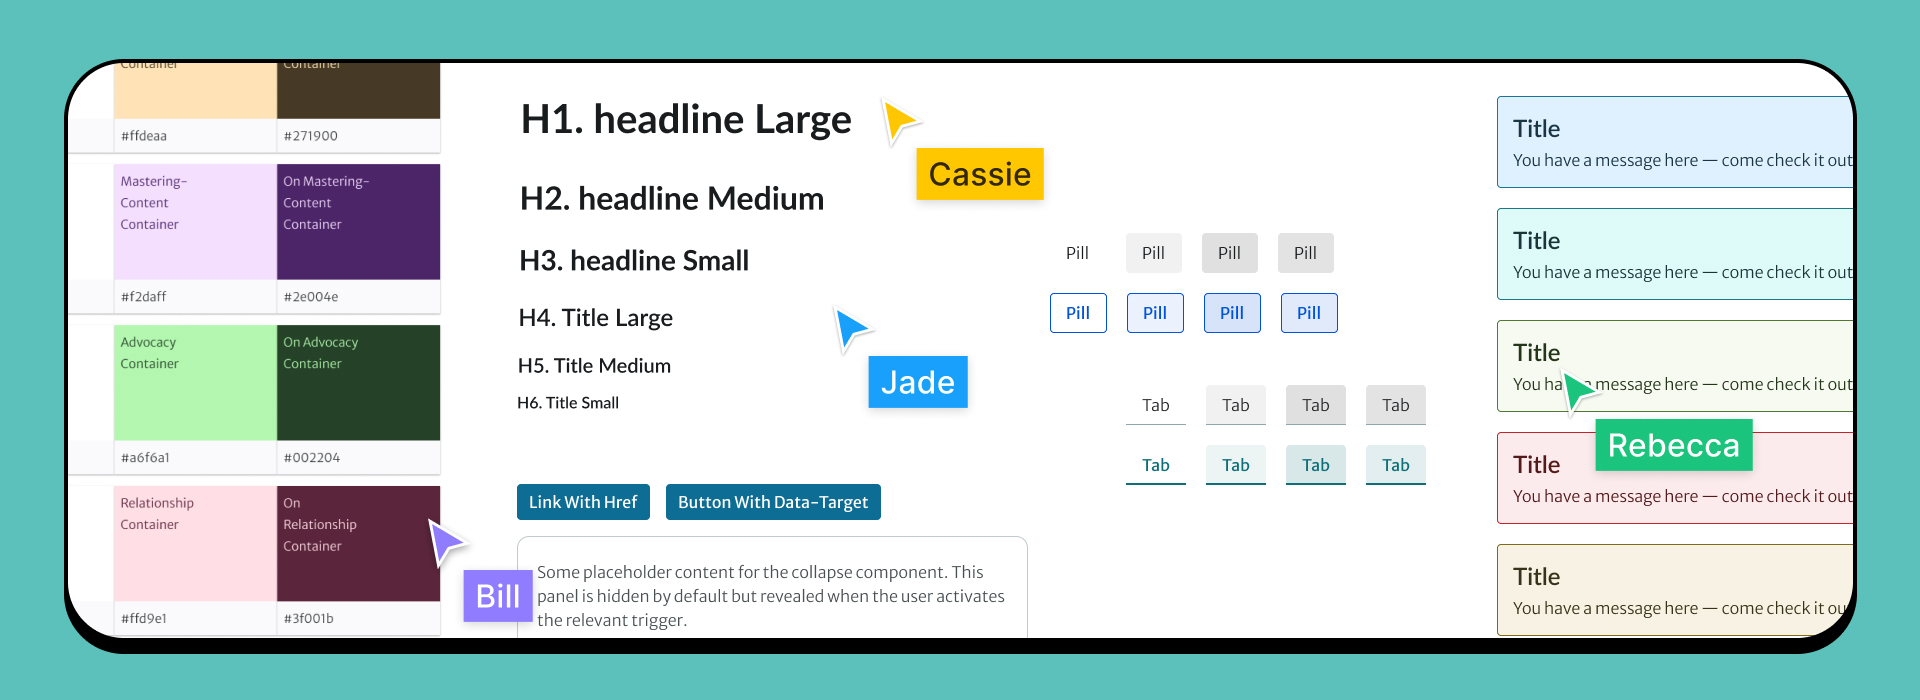 Container
Container
#ffdeaa
#271900
Mastering-
Content
Container
On Mastering-
Content
Container
#f2daff
#2e004e
Advocacy
Container
On Advocacy
Container
#a6f6a1
#002204
Relationship
Container
On
Relationship
Container
#ffd9e1
#3f001b
Bill
H1. headline Large
Cassie
H2. headline Medium
H3. headline Small
H4. Title Large
Jade
H5. Title Medium
H6. Title Small
Link With Href
Button With Data-Target
Some placeholder content for the collapse component. This
panel is hidden by default but revealed when the user activates
the relevant trigger.
Pill Pill Pill Pill
Pill Pill Pill Pill
Tab Tab Tab Tab
Tab Tab Tab Tab
Title
You have a message here — come check it out
Title
You have a message here — come check it out
Title
You have a message here — come check it out
Rebecca
Title
You have a message here — come check it out
Title
You have a message here — come check it ou